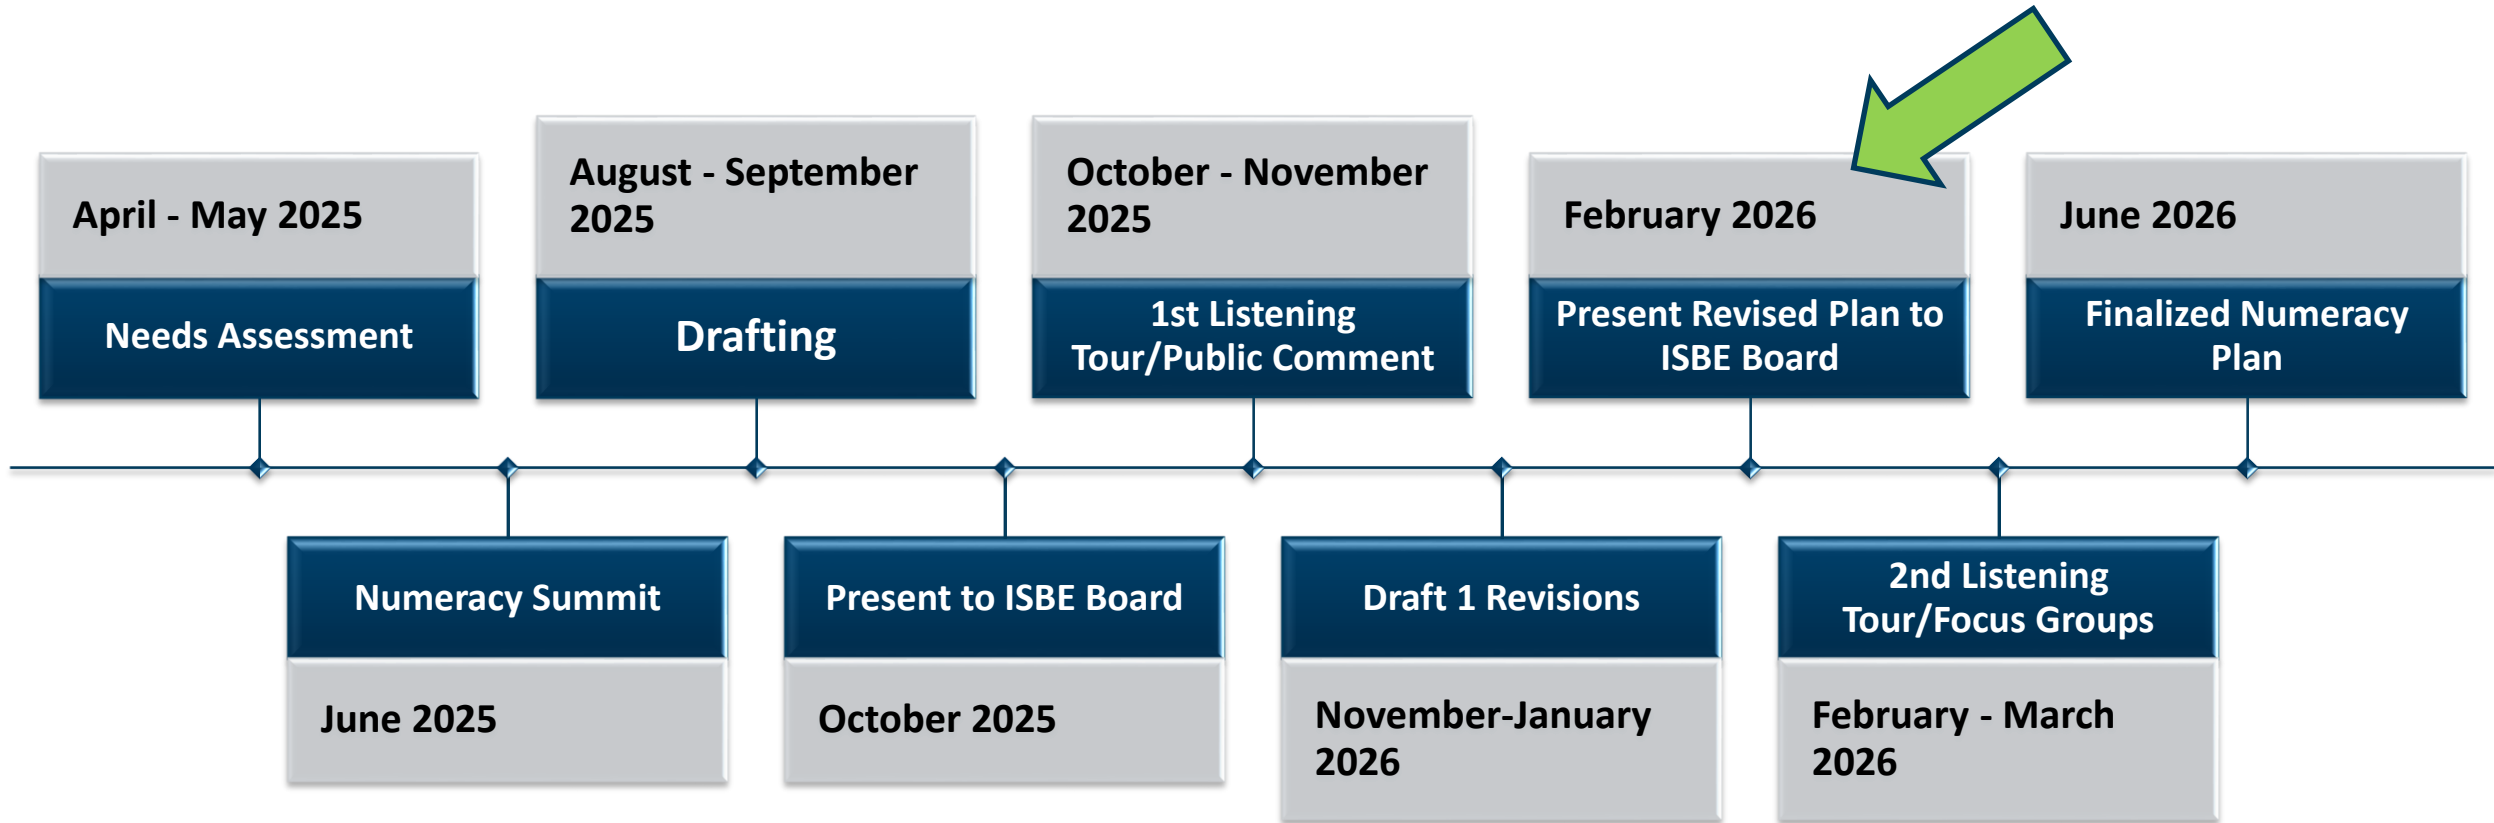 April - May 2025
Needs Assessment
Numeracy Summit
June 2025
August - September
2025
Drafting
Present to ISBE Board
October 2025
October - November
2025
1st Listening
Tour/Public Comment
Draft 1 Revisions
November-January
2026
February 2026
Present Revised Plan to
ISBE Board
2nd Listening
Tour/Focus Groups
February - March
2026
June 2026
Finalized Numeracy
Plan